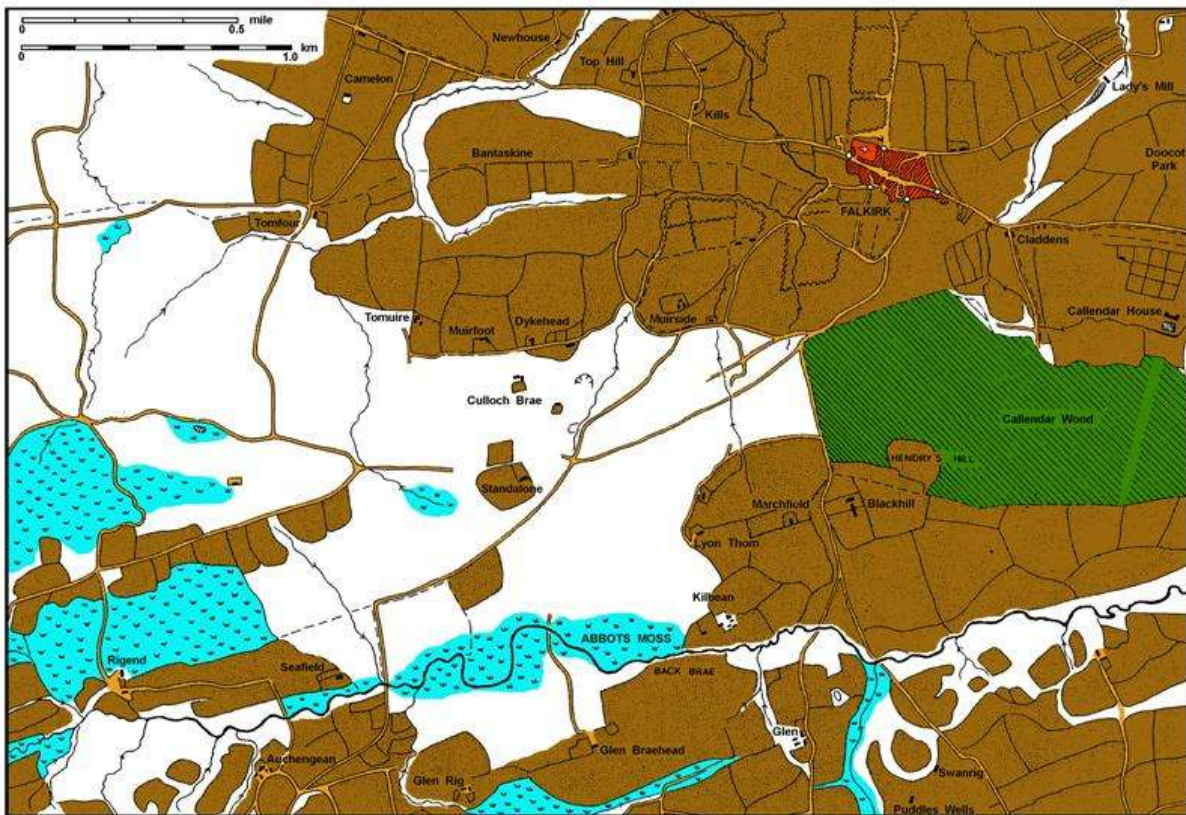 0 0.5 mile
0 1.0 km
Newhouse
Top Hill
Camelon
Lady's Mill
Kills
Bantaskine
Doocot
Park
Tomfour
FALKIRK
Claddens
Tomuire
Muirfoot
Dykehead
Muirside
Callendar House
Culloch Brae
Callendar Wood
HENDRY'S HILL
Standalone
Marchfield
Blackhill
Lyon Thorn
Kilbean
ABBOTS MOSS
Rigend
Seafield
BACK BRAE
Glen
Auchengean
Glen Braehead
Glen Rig
Swanrig
Puddles Wells